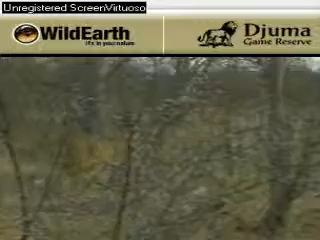 Unregistered ScreenVirtuoso
WildEarth
it's in your nature
Djuma
Game Reserve